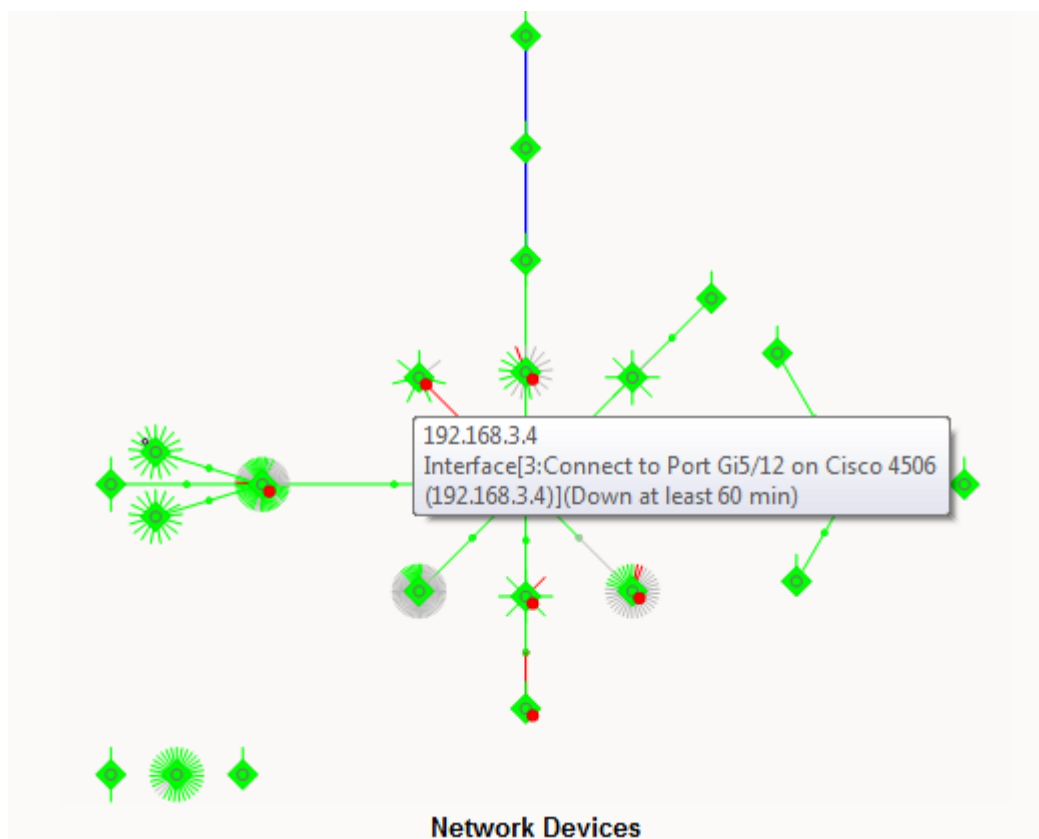 192.168.3.4
Interface[3:Connect to Port Gi5/12 on Cisco 4506
(192.168.3.4)](Down at least 60 min)
Network Devices